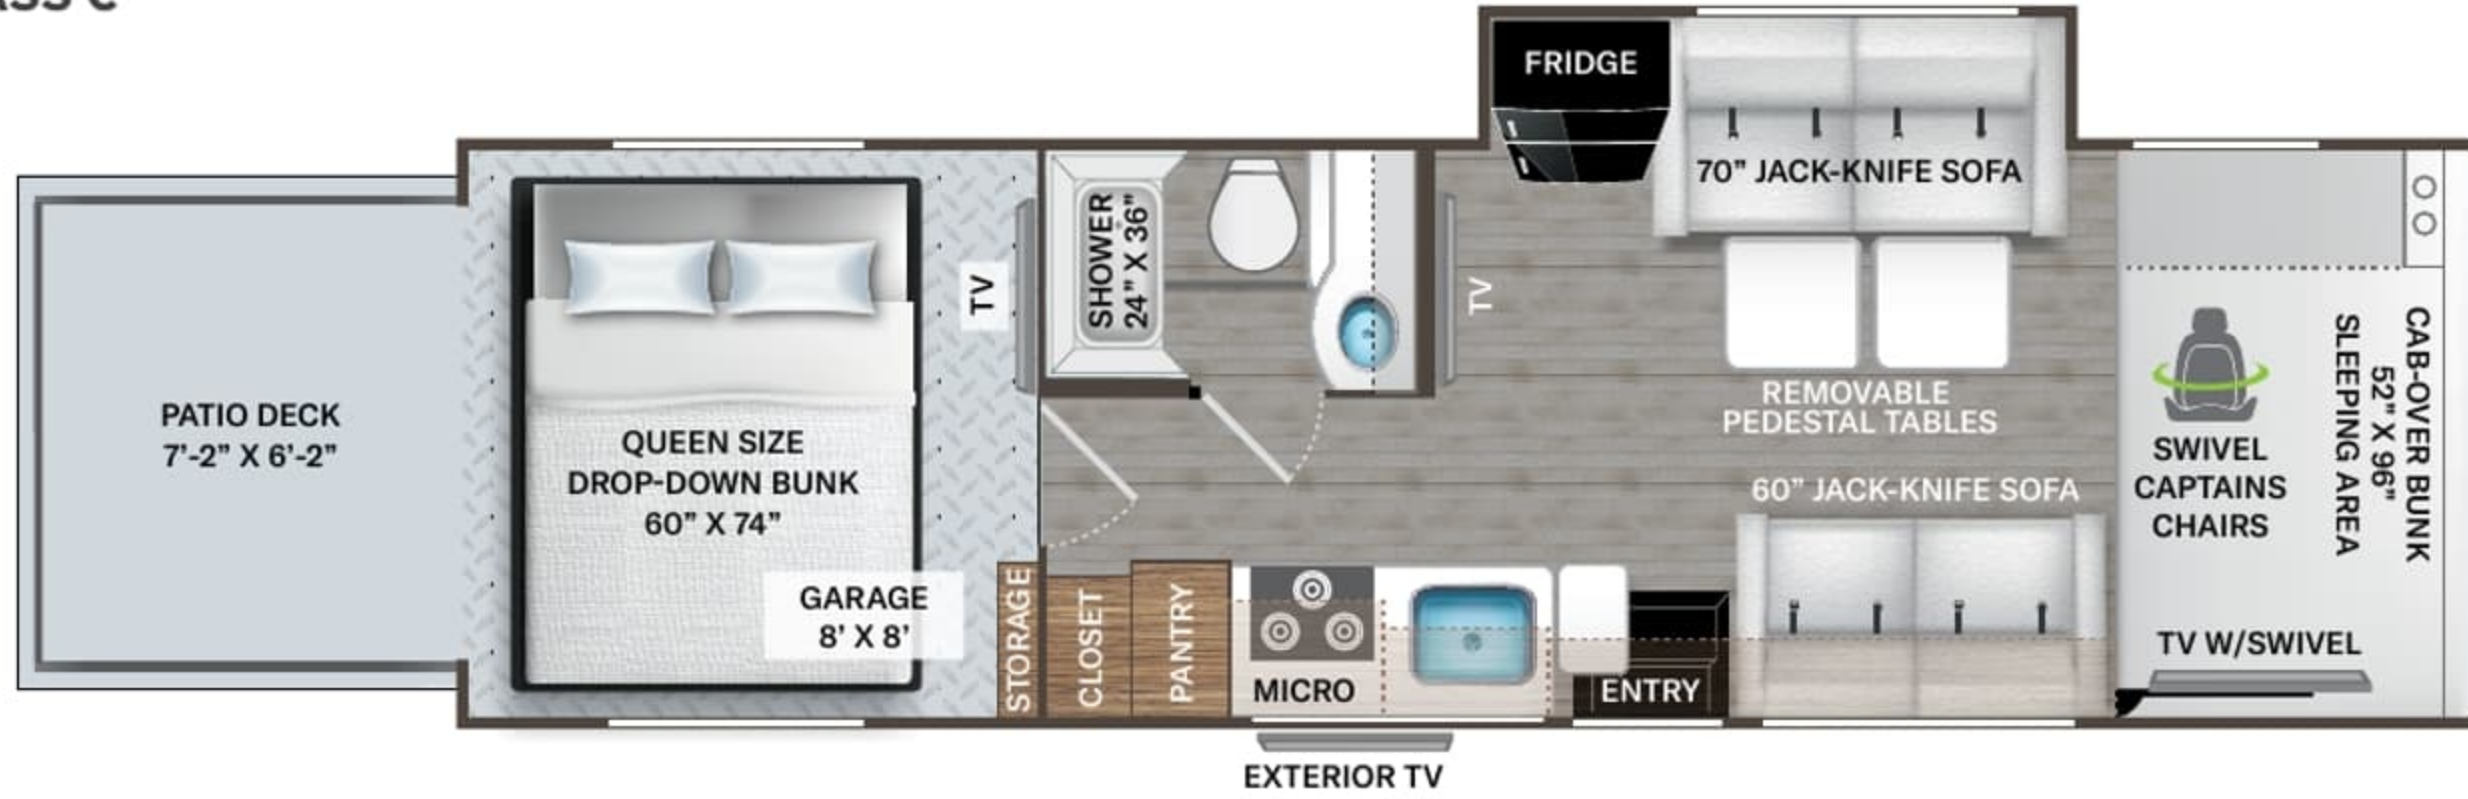 PATIO DECK
7'-2” X 6’-2”
QUEEN SIZE
DROP-DOWN BUNK
60” X 74”
GARAGE
8’ X 8’
TV
STORAGE
SHOWER
24” X 36”
CLOSET
PANTRY
MICRO
EXTERIOR TV
TV
FRIDGE
70” JACK-KNIFE SOFA
REMOVABLE
PEDESTAL TABLES
60” JACK-KNIFE SOFA
ENTRY
SWIVEL
CAPTAINS
CHAIRS
CAB-OVER BUNK
52” X 96”
SLEEPING AREA
TV W/SWIVEL